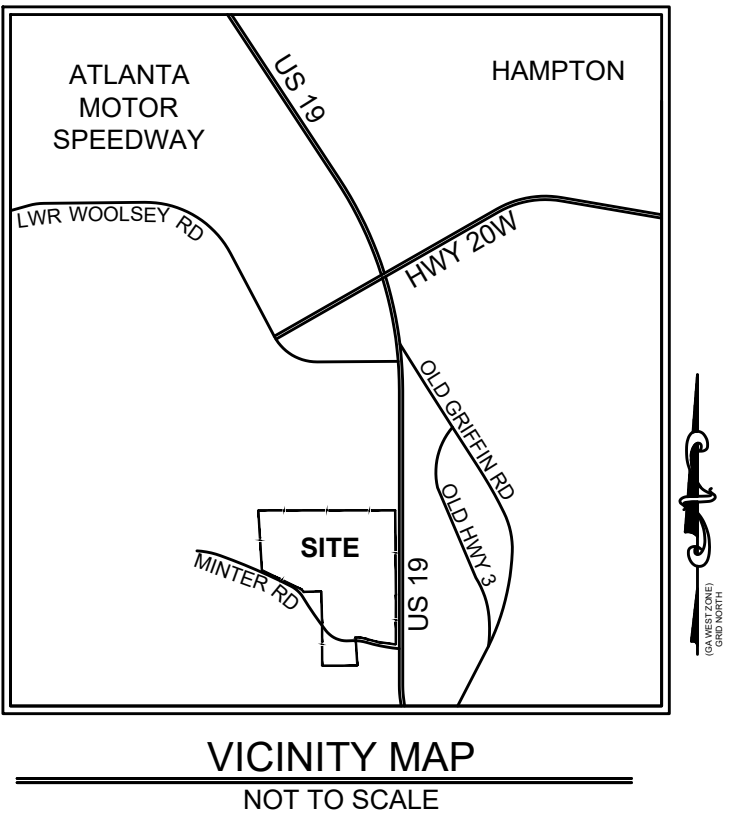 ATLANTA
MOTOR
SPEEDWAY
US 19
HAMPTON
LWR WOOLSEY RD
HWY 20W
OLD GRIFFIN RD
OLD HWY 3
SITE
MINTER RD
US 19
(GA WEST ZONE)
GRID NORTH
VICINITY MAP
NOT TO SCALE